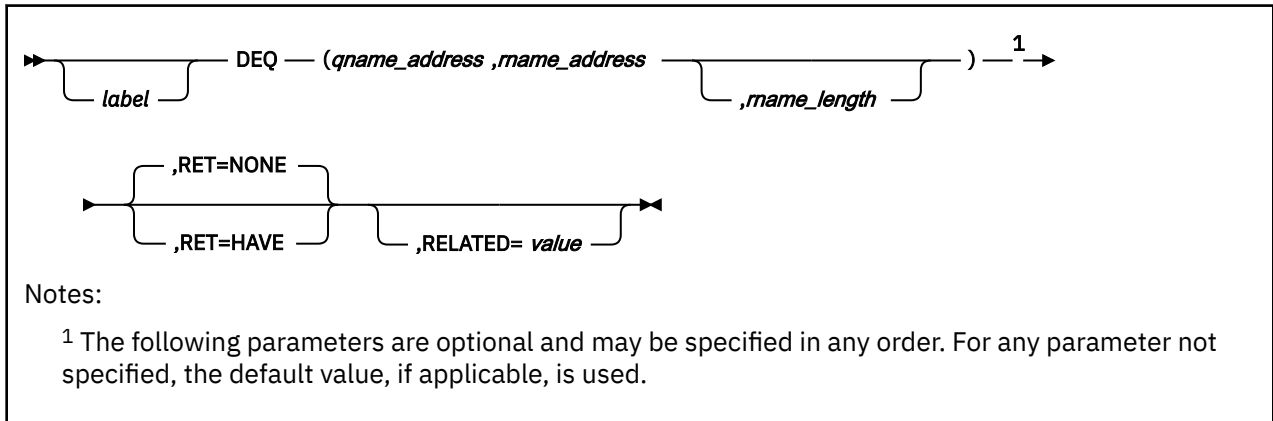 DEQ (qname_address ,rname_address ) 1
label ,rname_length
,RET=NONE
,RET=HAVE ,RELATED= value
Notes:
1 The following parameters are optional and may be specified in any order. For any parameter not
specified, the default value, if applicable, is used.